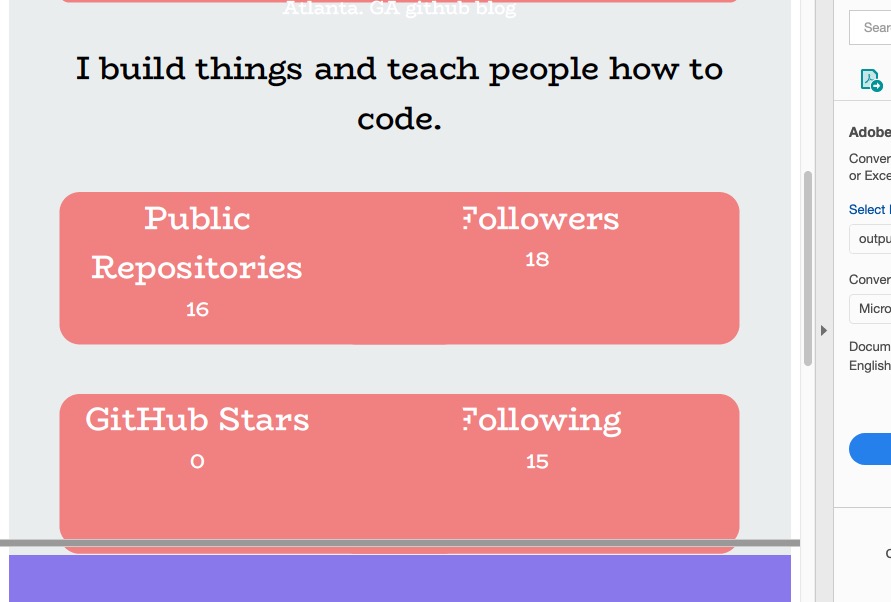 Atlanta. GA github blog
I build things and teach people how to
code.
Public
Repositories
16
Followers
18
GitHub Stars
0
Following
15
Sear
Adobe
Conver
or Exce
Select
outpu
Conver
Micro
Docum
English